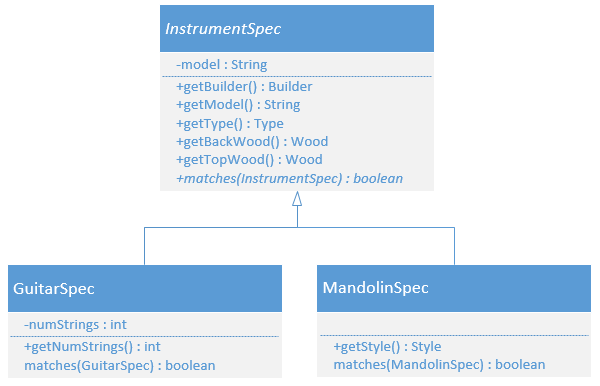 InstrumentSpec
-model : String
+getBuilder() : Builder
+getModel() : String
+getType() : Type
+getBackWood() : Wood
+getTopWood() : Wood
+matches(InstrumentSpec) : boolean
GuitarSpec
-numStrings : int
+getNumStrings() : int
matches(GuitarSpec) : boolean
MandolinSpec
+getStyle() : Style
matches(MandolinSpec) : boolean